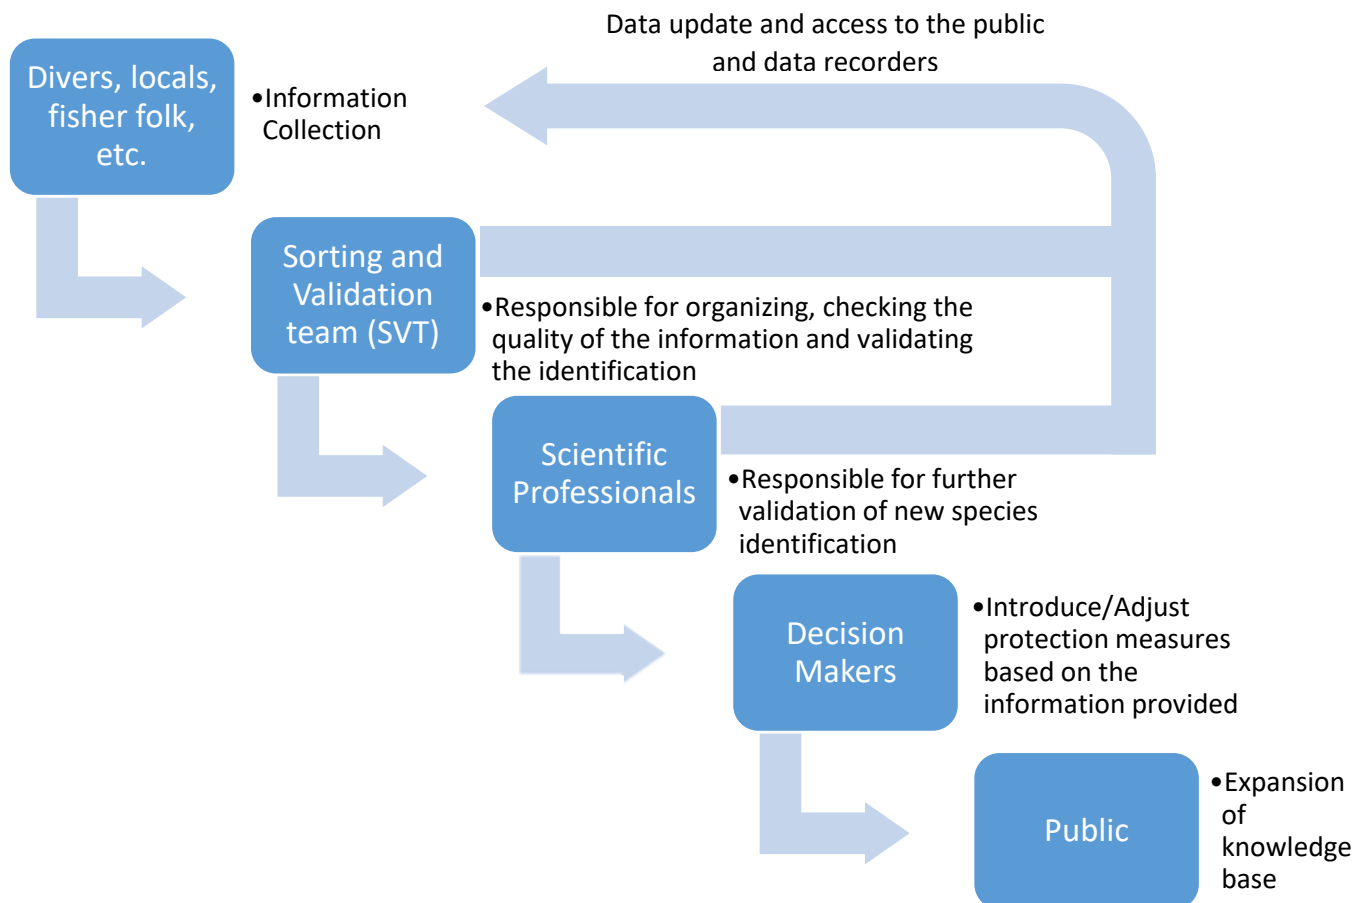 Data update and access to the public
and data recorders
Divers, locals,
fisher folk,
etc.
•Information
Collection
Sorting and
Validation
team (SVT)
•Responsible for organizing, checking the
quality of the information and validating
the identification
Scientific
Professionals
•Responsible for further
validation of new species
identification
Decision
Makers
•Introduce/Adjust
protection measures
based on the
information provided
Public
•Expansion
of
knowledge
base